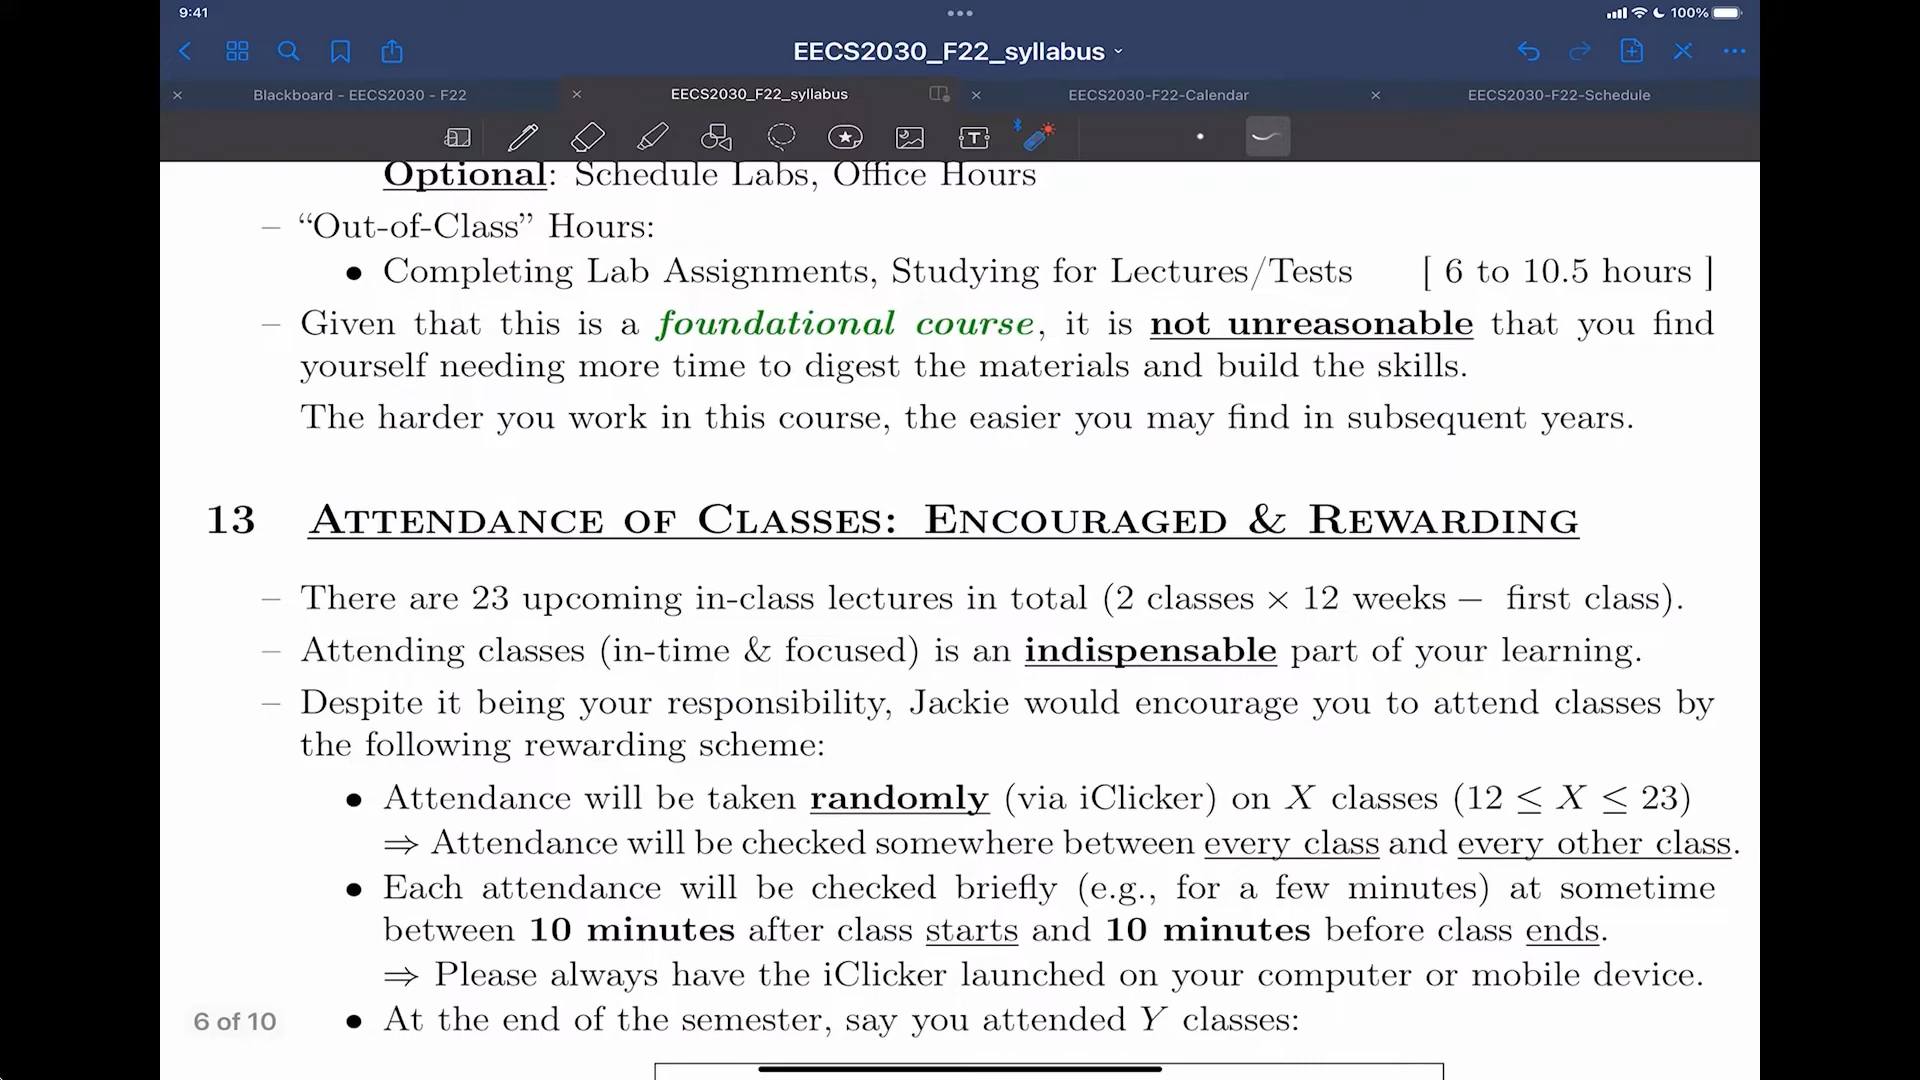 9:41
100%
EECS2030_F22_syllabus
Blackboard - EECS2030 - F22
EECS2030_F22_syllabus
EECS2030-F22-Calendar
EECS2030-F22-Schedule
Optional: Schedule Labs, Office Hours
– “Out-of-Class” Hours:
• Completing Lab Assignments, Studying for Lectures/Tests [ 6 to 10.5 hours ]
– Given that this is a foundational course, it is not unreasonable that you find
yourself needing more time to digest the materials and build the skills.
The harder you work in this course, the easier you may find in subsequent years.
13 Attendance of Classes: Encouraged & Rewarding
– There are 23 upcoming in-class lectures in total (2 classes × 12 weeks − first class).
– Attending classes (in-time & focused) is an indispensable part of your learning.
– Despite it being your responsibility, Jackie would encourage you to attend classes by
the following rewarding scheme:
• Attendance will be taken randomly (via iClicker) on X classes (12 ≤ X ≤ 23)
⇒ Attendance will be checked somewhere between every class and every other class.
• Each attendance will be checked briefly (e.g., for a few minutes) at sometime
between 10 minutes after class starts and 10 minutes before class ends.
⇒ Please always have the iClicker launched on your computer or mobile device.
6 of 10
• At the end of the semester, say you attended Y classes: